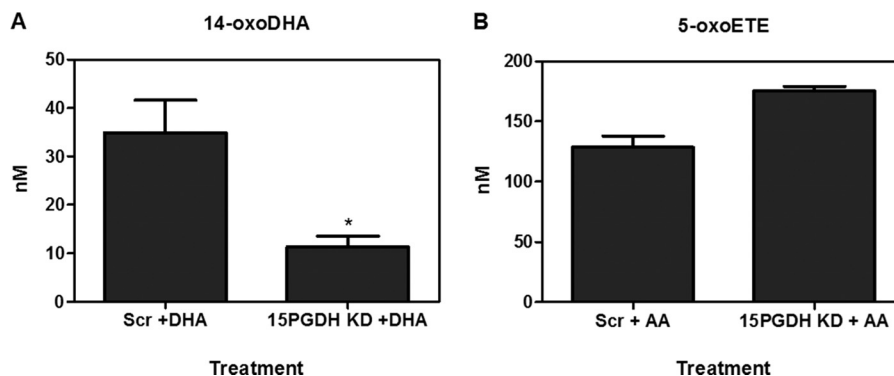 A
14-oxoDHA
50
40
30
20
10
0
nM
*
Scr +DHA
15PGDH KD +DHA
Treatment
B
5-oxoETE
200
150
100
50
0
nM
Scr + AA
15PGDH KD + AA
Treatment